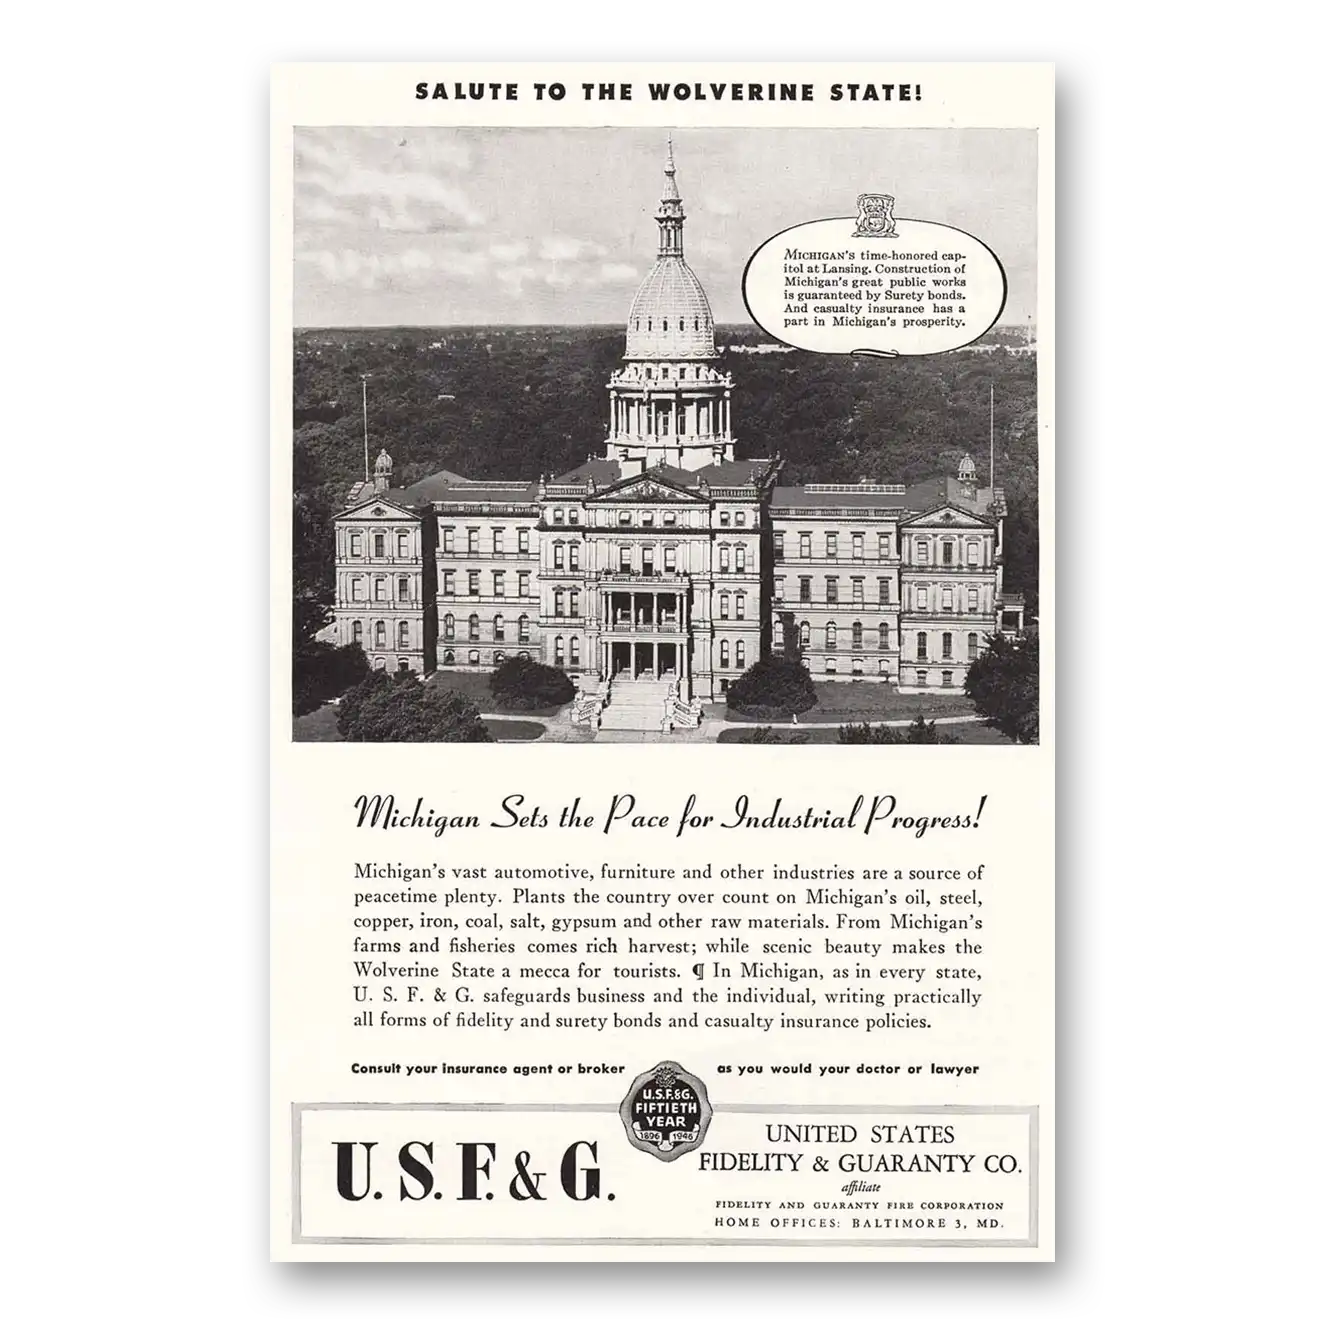 SALUTE TO THE WOLVERINE STATE!
MICHIGAN'S time-honored cap-
itol at Lansing. Construction of
Michigan's great public works
is guaranteed by Surety bonds.
And casualty insurance has a
part in Michigan's prosperity.
Michigan Sets the Pace for Industrial Progress!
Michigan's vast automotive, furniture and other industries are a source of
peacetime plenty. Plants the country over count on Michigan's oil, steel,
copper, iron, coal, salt, gypsum and other raw materials. From Michigan's
farms and fisheries comes rich harvest; while scenic beauty makes the
Wolverine State a mecca for tourists. ¶ In Michigan, as in every state,
U. S. F. & G. safeguards business and the individual, writing practically
all forms of fidelity and surety bonds and casualty insurance policies.
Consult your insurance agent or broker as you would your doctor or lawyer
U.S.F.&G.
FIFTIETH
YEAR
1896 1946
U.S.F.&G.
UNITED STATES
FIDELITY & GUARANTY CO.
affiliate
FIDELITY AND GUARANTY FIRE CORPORATION
HOME OFFICES: BALTIMORE 3, MD.